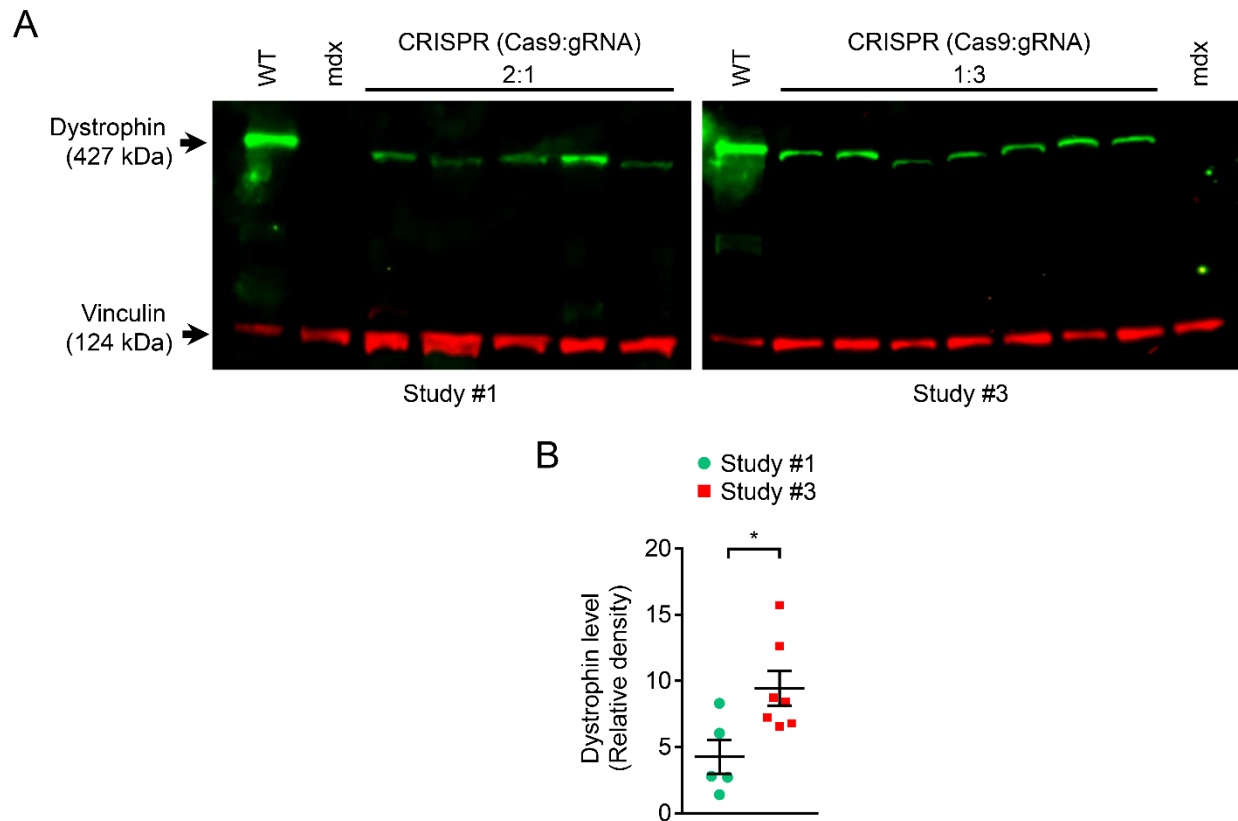 A
WT
mdx
CRISPR (Cas9:gRNA)
2:1
WT
CRISPR (Cas9:gRNA)
1:3
mdx
Dystrophin
(427 kDa)
Vinculin
(124 kDa)
Study #1
Study #3
B
Study #1
Study #3
*
Dystrophin level
(Relative density)
20
15
10
5
0